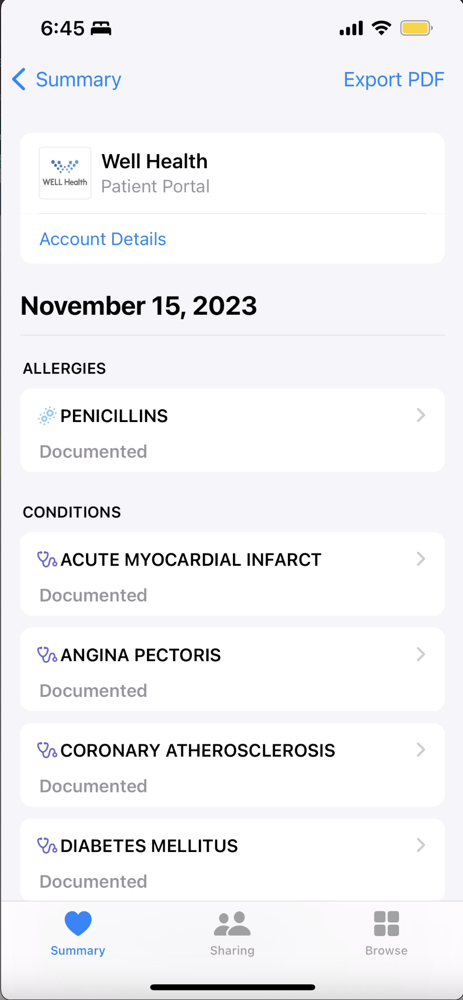 6:45
Summary
Export PDF
WELL Health
Well Health
Patient Portal
Account Details
November 15, 2023
ALLERGIES
PENICILLINS
Documented
CONDITIONS
ACUTE MYOCARDIAL INFARCT
Documented
ANGINA PECTORIS
Documented
CORONARY ATHEROSCLEROSIS
Documented
DIABETES MELLITUS
Documented
Summary
Sharing
Browse